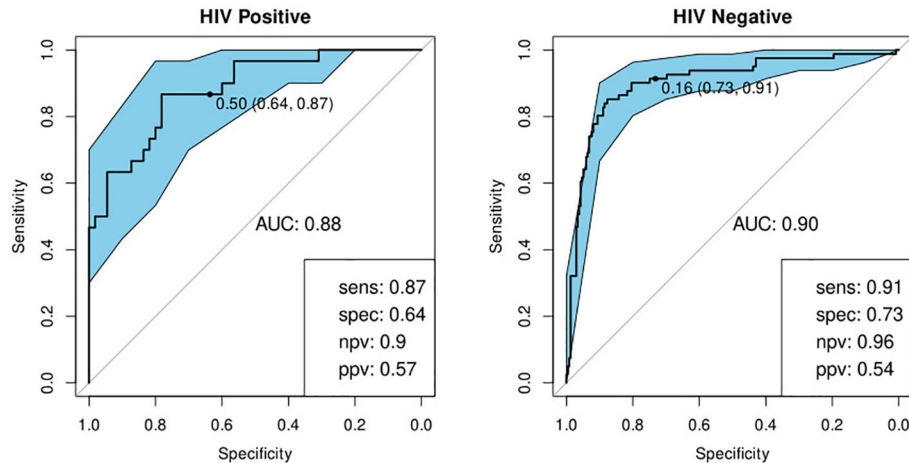 HIV Positive
1.0
0.8
0.6
0.4
0.2
0.0
Sensitivity
0.50 (0.64, 0.87)
AUC: 0.88
sens: 0.87
spec: 0.64
npv: 0.9
ppv: 0.57
1.0 0.8 0.6 0.4 0.2 0.0
Specificity
HIV Negative
1.0
0.8
0.6
0.4
0.2
0.0
Sensitivity
0.16 (0.73, 0.91)
AUC: 0.90
sens: 0.91
spec: 0.73
npv: 0.96
ppv: 0.54
1.0 0.8 0.6 0.4 0.2 0.0
Specificity